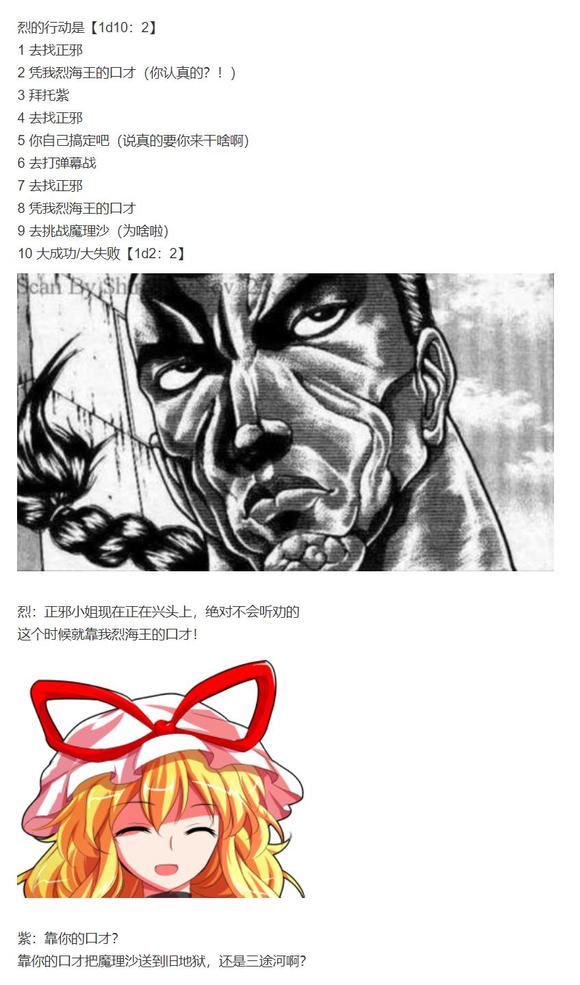 烈的行动是【1d10：2】
1 去找正邪
2 凭我烈海王的口才（你认真的？！）
3 拜托紫
4 去找正邪
5 你自己搞定吧（说真的要你来干啥啊）
6 去打弹幕战
7 去找正邪
8 凭我烈海王的口才
9 去挑战魔理沙（为啥啦）
10 大成功/大失败【1d2：2】
烈：正邪小姐现在正在兴头上，绝对不会听劝的
这个时候就靠我烈海王的口才！
紫：靠你的口才？
靠你的口才把魔理沙送到旧地狱，还是三途河啊？